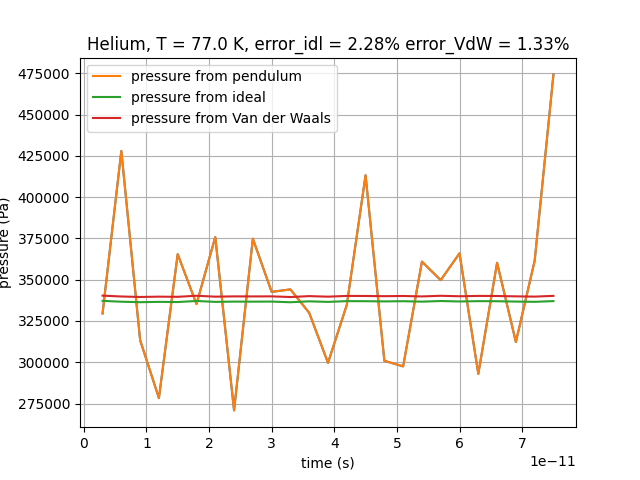 Helium, T = 77.0 K, error_idl = 2.28% error_VdW = 1.33%
pressure from pendulum
pressure from ideal
pressure from Van der Waals
pressure (Pa)
475000
450000
425000
400000
375000
350000
325000
300000
275000
0 1 2 3 4 5 6 7
1e−11
time (s)